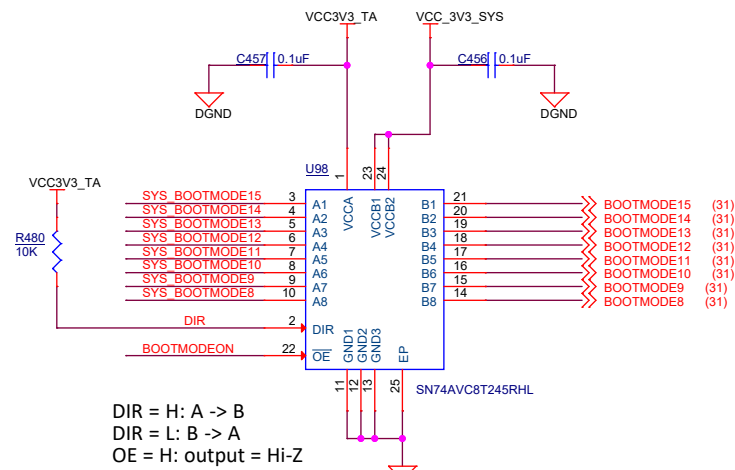 VCC3V3_TA VCC_3V3_SYS
C457 0.1uF C456 0.1uF
DGND DGND
U98
VCC3V3_TA
1 23 24
VCCA VCCB1 VCCB2
R480
10K
SYS_BOOTMODE15 3 A1 B1 21 BOOTMODE15 (31)
SYS_BOOTMODE14 4 A2 B2 20 BOOTMODE14 (31)
SYS_BOOTMODE13 5 A3 B3 19 BOOTMODE13 (31)
SYS_BOOTMODE12 6 A4 B4 18 BOOTMODE12 (31)
SYS_BOOTMODE11 7 A5 B5 17 BOOTMODE11 (31)
SYS_BOOTMODE10 8 A6 B6 16 BOOTMODE10 (31)
SYS_BOOTMODE9 9 A7 B7 15 BOOTMODE9 (31)
SYS_BOOTMODE8 10 A8 B8 14 BOOTMODE8 (31)
DIR 2 DIR
BOOTMODEON 22 OE
GND1 GND2 GND3 EP
11 12 13 25
SN74AVC8T245RHL
DIR = H: A -> B
DIR = L: B -> A
OE = H: output = Hi-Z